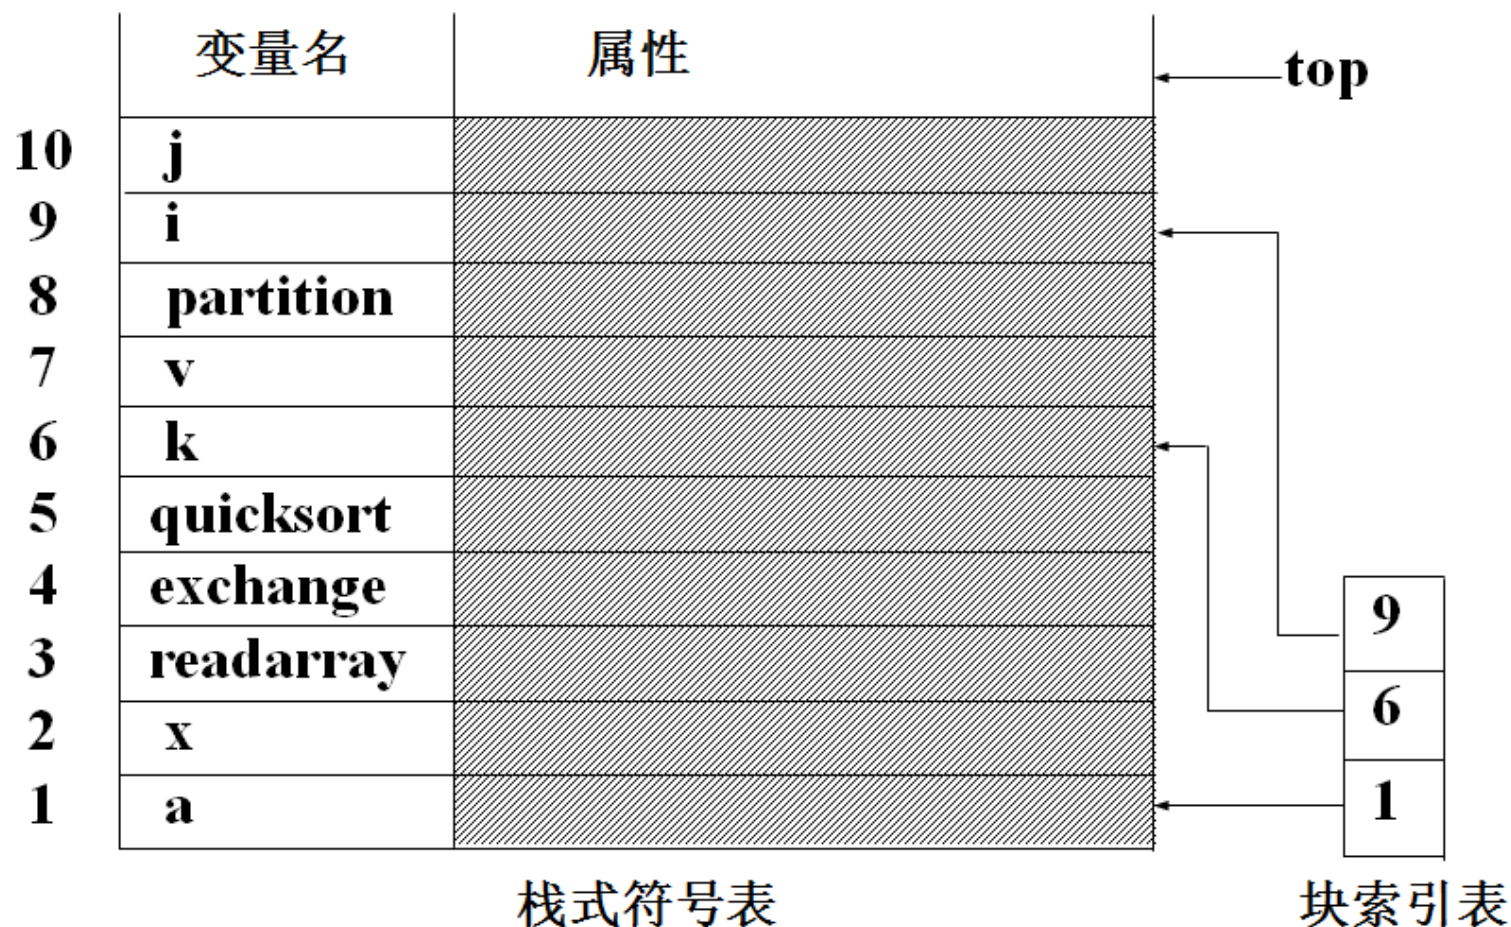 变量名 属性
top
10 j
9 i
8 partition
7 v
6 k
5 quicksort
4 exchange
3 readarray
2 x
1 a
9
6
1
栈式符号表 块索引表